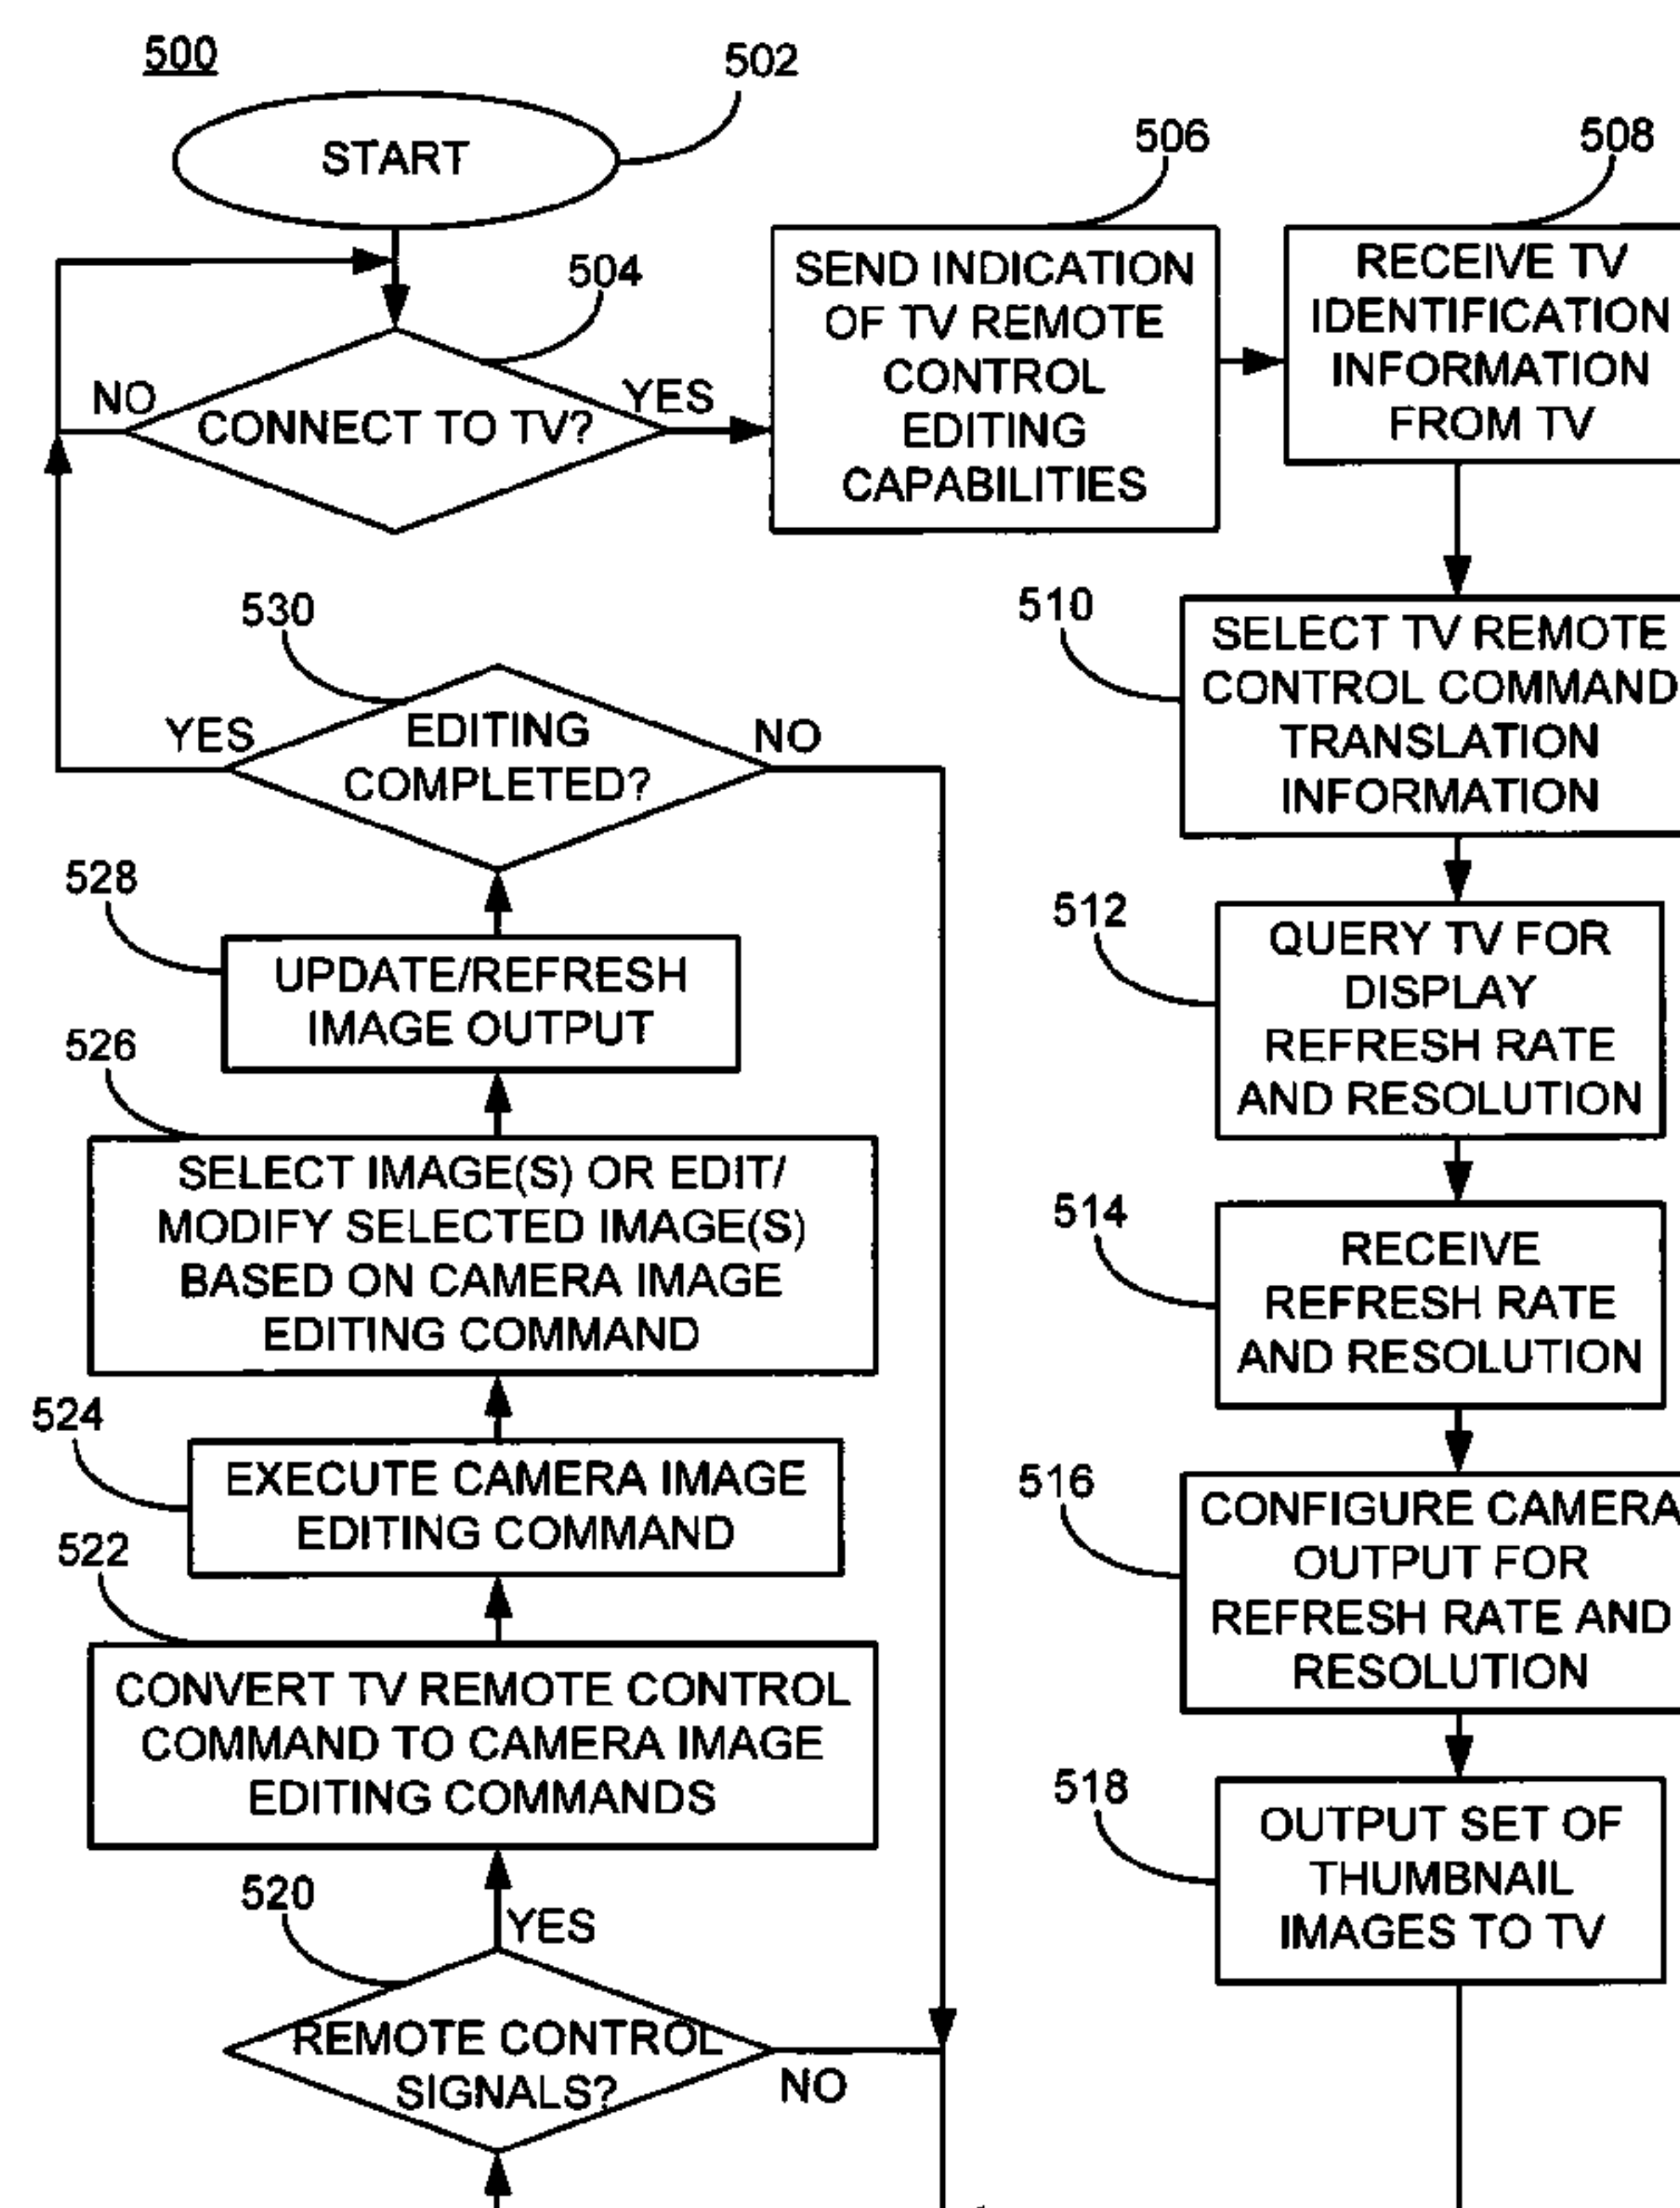 500
502
START
504
CONNECT TO TV?
NO
YES
506
SEND INDICATION
OF TV REMOTE
CONTROL
EDITING
CAPABILITIES
508
RECEIVE TV
IDENTIFICATION
INFORMATION
FROM TV
510
SELECT TV REMOTE
CONTROL COMMAND
TRANSLATION
INFORMATION
512
QUERY TV FOR
DISPLAY
REFRESH RATE
AND RESOLUTION
514
RECEIVE
REFRESH RATE
AND RESOLUTION
516
CONFIGURE CAMERA
OUTPUT FOR
REFRESH RATE AND
RESOLUTION
518
OUTPUT SET OF
THUMBNAIL
IMAGES TO TV
530
EDITING
COMPLETED?
YES
NO
528
UPDATE/REFRESH
IMAGE OUTPUT
526
SELECT IMAGE(S) OR EDIT/
MODIFY SELECTED IMAGE(S)
BASED ON CAMERA IMAGE
EDITING COMMAND
524
EXECUTE CAMERA IMAGE
EDITING COMMAND
522
CONVERT TV REMOTE CONTROL
COMMAND TO CAMERA IMAGE
EDITING COMMANDS
520
YES
REMOTE CONTROL
SIGNALS?
NO